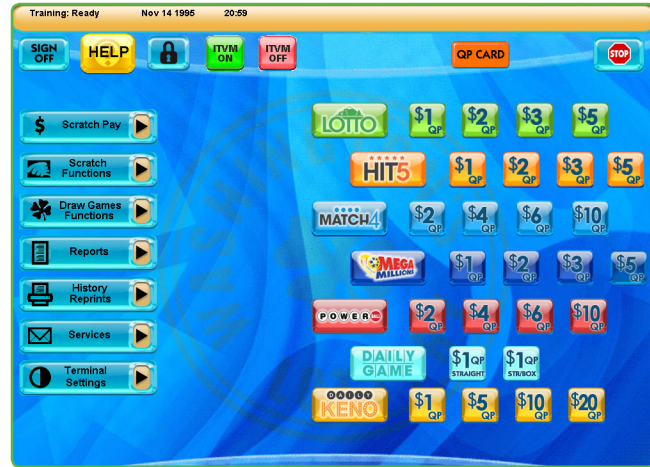 Training: Ready Nov 14 1995 20:59
SIGN OFF
HELP
ITVM ON
ITVM OFF
QP CARD
STOP
$ Scratch Pay
Scratch Functions
Draw Games Functions
Reports
History Reprints
Services
Terminal Settings
LOTTO $1 QP $2 QP $3 QP $5 QP
HIT5 $1 QP $2 QP $3 QP $5 QP
MATCH4 $2 QP $4 QP $6 QP $10 QP
MEGA MILLIONS $1 QP $2 QP $3 QP $5 QP
POWER $2 QP $4 QP $6 QP $10 QP
DAILY GAME $1 QP STRAIGHT $1 QP STR/BOX
DAILY KENO $1 QP $5 QP $10 QP $20 QP